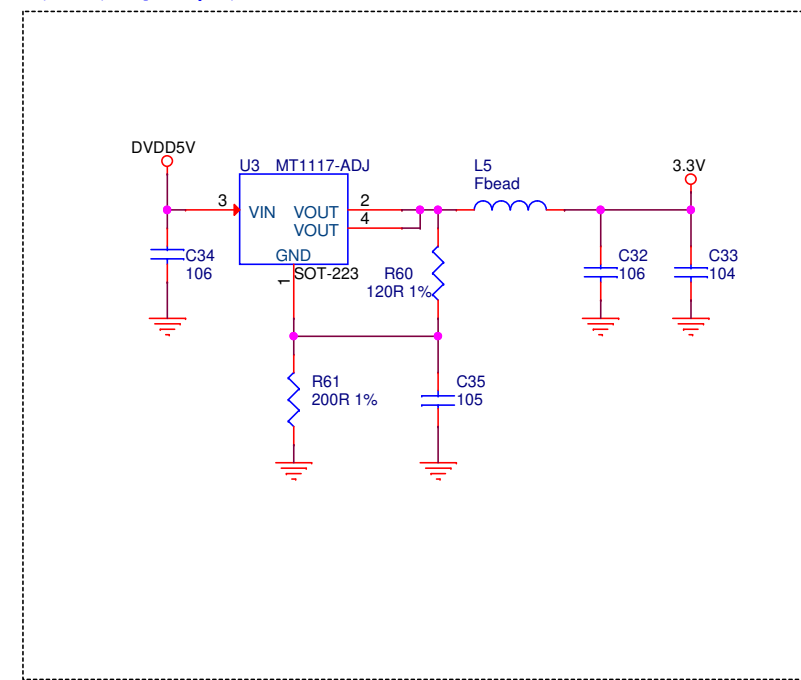 DVDD5V
U3 MT1117-ADJ
L5
Fbead
3.3V
3
VIN
VOUT
2
VOUT
4
GND
1
SOT-223
C34
106
R60
120R 1%
C32
106
C33
104
R61
200R 1%
C35
105